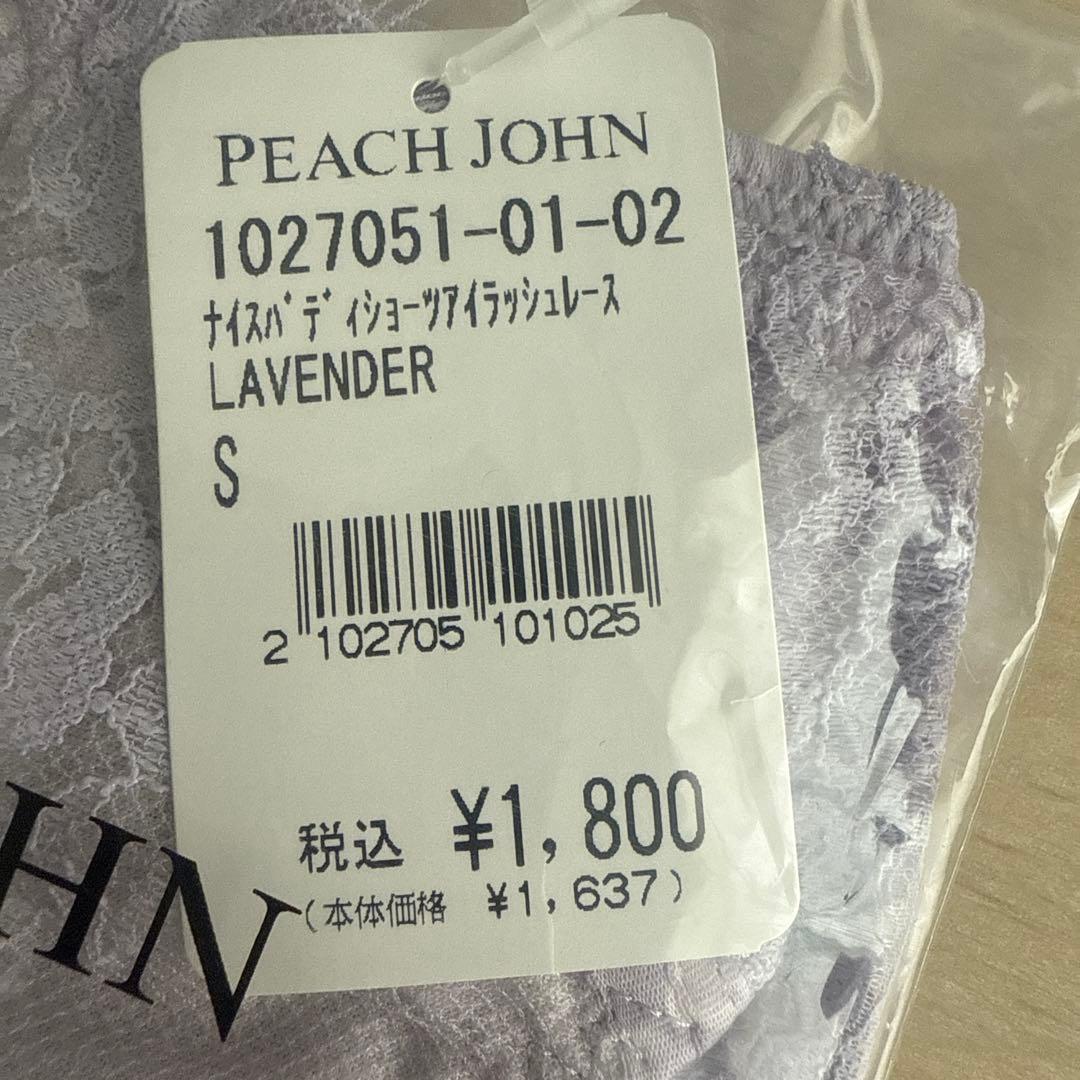 PEACH JOHN
1027051-01-02
ﾅｲｽﾊﾞﾃﾞｨｼｮｰﾂｱｲﾗｯｼｭﾚｰｽ
LAVENDER
S
2 102705 101025
税込 ¥1,800
(本体価格 ¥1,637)
HN